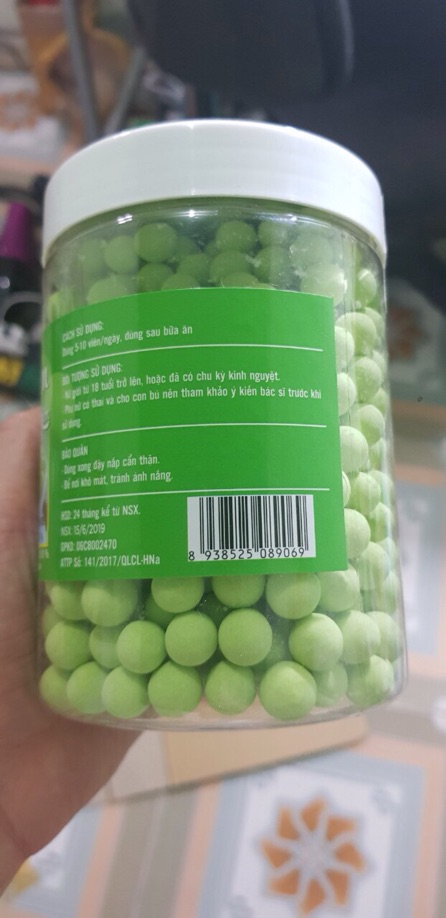 CÁCH SỬ DỤNG:
Dùng 5-10 viên/ngày, dùng sau bữa ăn
ĐỐI TƯỢNG SỬ DỤNG:
Nữ giới từ 18 tuổi trở lên, hoặc đã có chu kỳ kinh nguyệt.
Phụ nữ có thai và cho con bú nên tham khảo ý kiến bác sĩ trước khi
sử dụng.
BẢO QUẢN
-Dùng xong đậy nắp cẩn thận.
-Để nơi khô mát, tránh ánh nắng.
HSD: 24 tháng kể từ NSX.
NSX: 15/6/2019
GPKD: 06C8002470
ATTP Số: 141/2017/QLCL-HNa
8 938525 089069